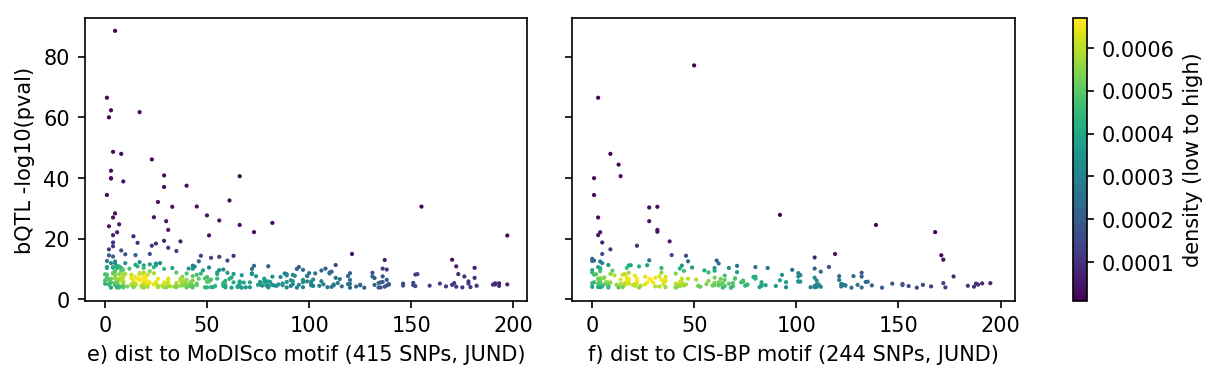 bQTL -log10(pval)
80
60
40
20
0
0 50 100 150 200
e) dist to MoDISco motif (415 SNPs, JUND)
0 50 100 150 200
f) dist to CIS-BP motif (244 SNPs, JUND)
0.0006
0.0005
0.0004
0.0003
0.0002
0.0001
density (low to high)